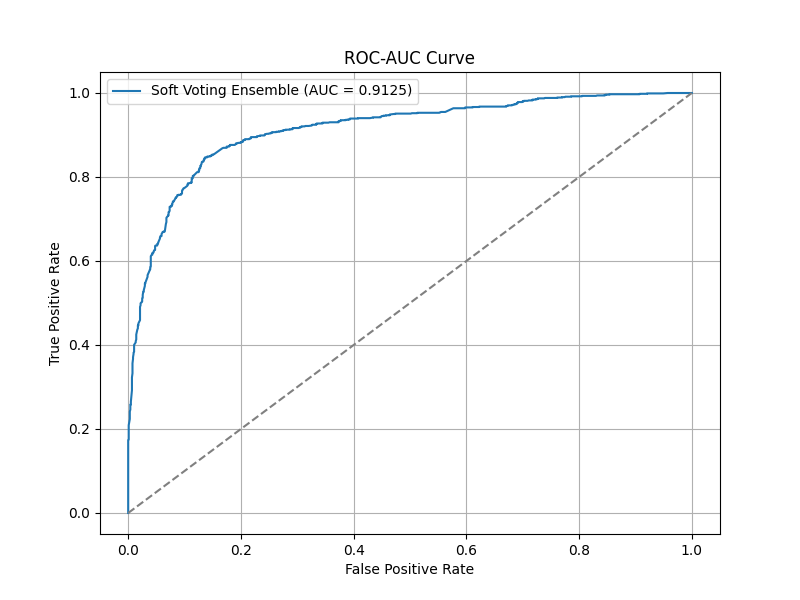 ROC-AUC Curve
Soft Voting Ensemble (AUC = 0.9125)
True Positive Rate
1.0
0.8
0.6
0.4
0.2
0.0
0.0 0.2 0.4 0.6 0.8 1.0
False Positive Rate